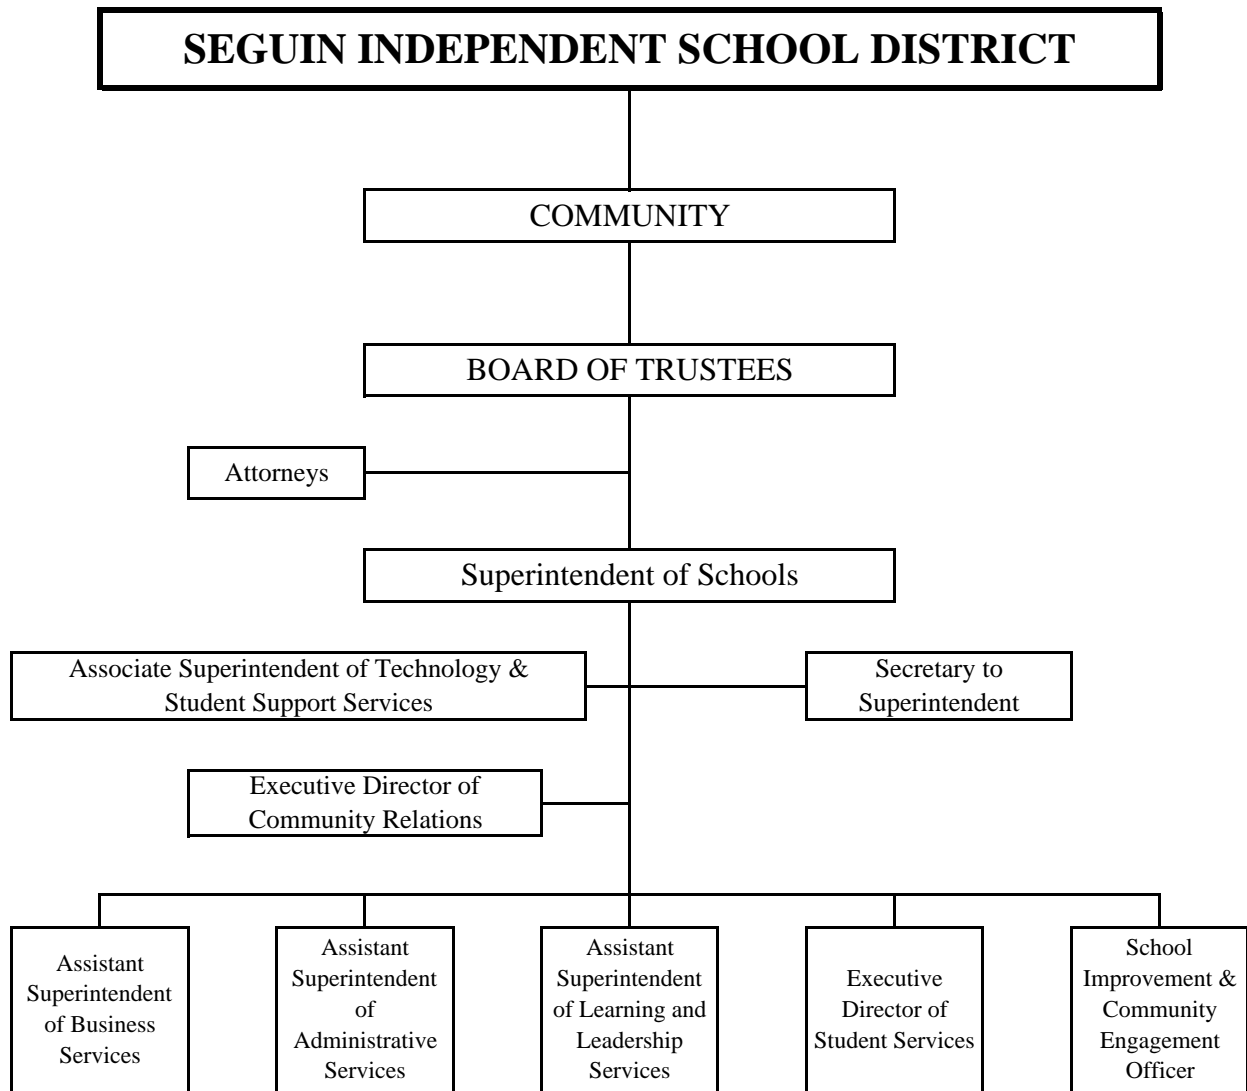 SEGUIN INDEPENDENT SCHOOL DISTRICT
COMMUNITY
BOARD OF TRUSTEES
Attorneys
Superintendent of Schools
Associate Superintendent of Technology &
Student Support Services
Secretary to
Superintendent
Executive Director of
Community Relations
Assistant
Superintendent
of Business
Services
Assistant
Superintendent
of
Administrative
Services
Assistant
Superintendent
of Learning and
Leadership
Services
Executive
Director of
Student Services
School
Improvement &
Community
Engagement
Officer